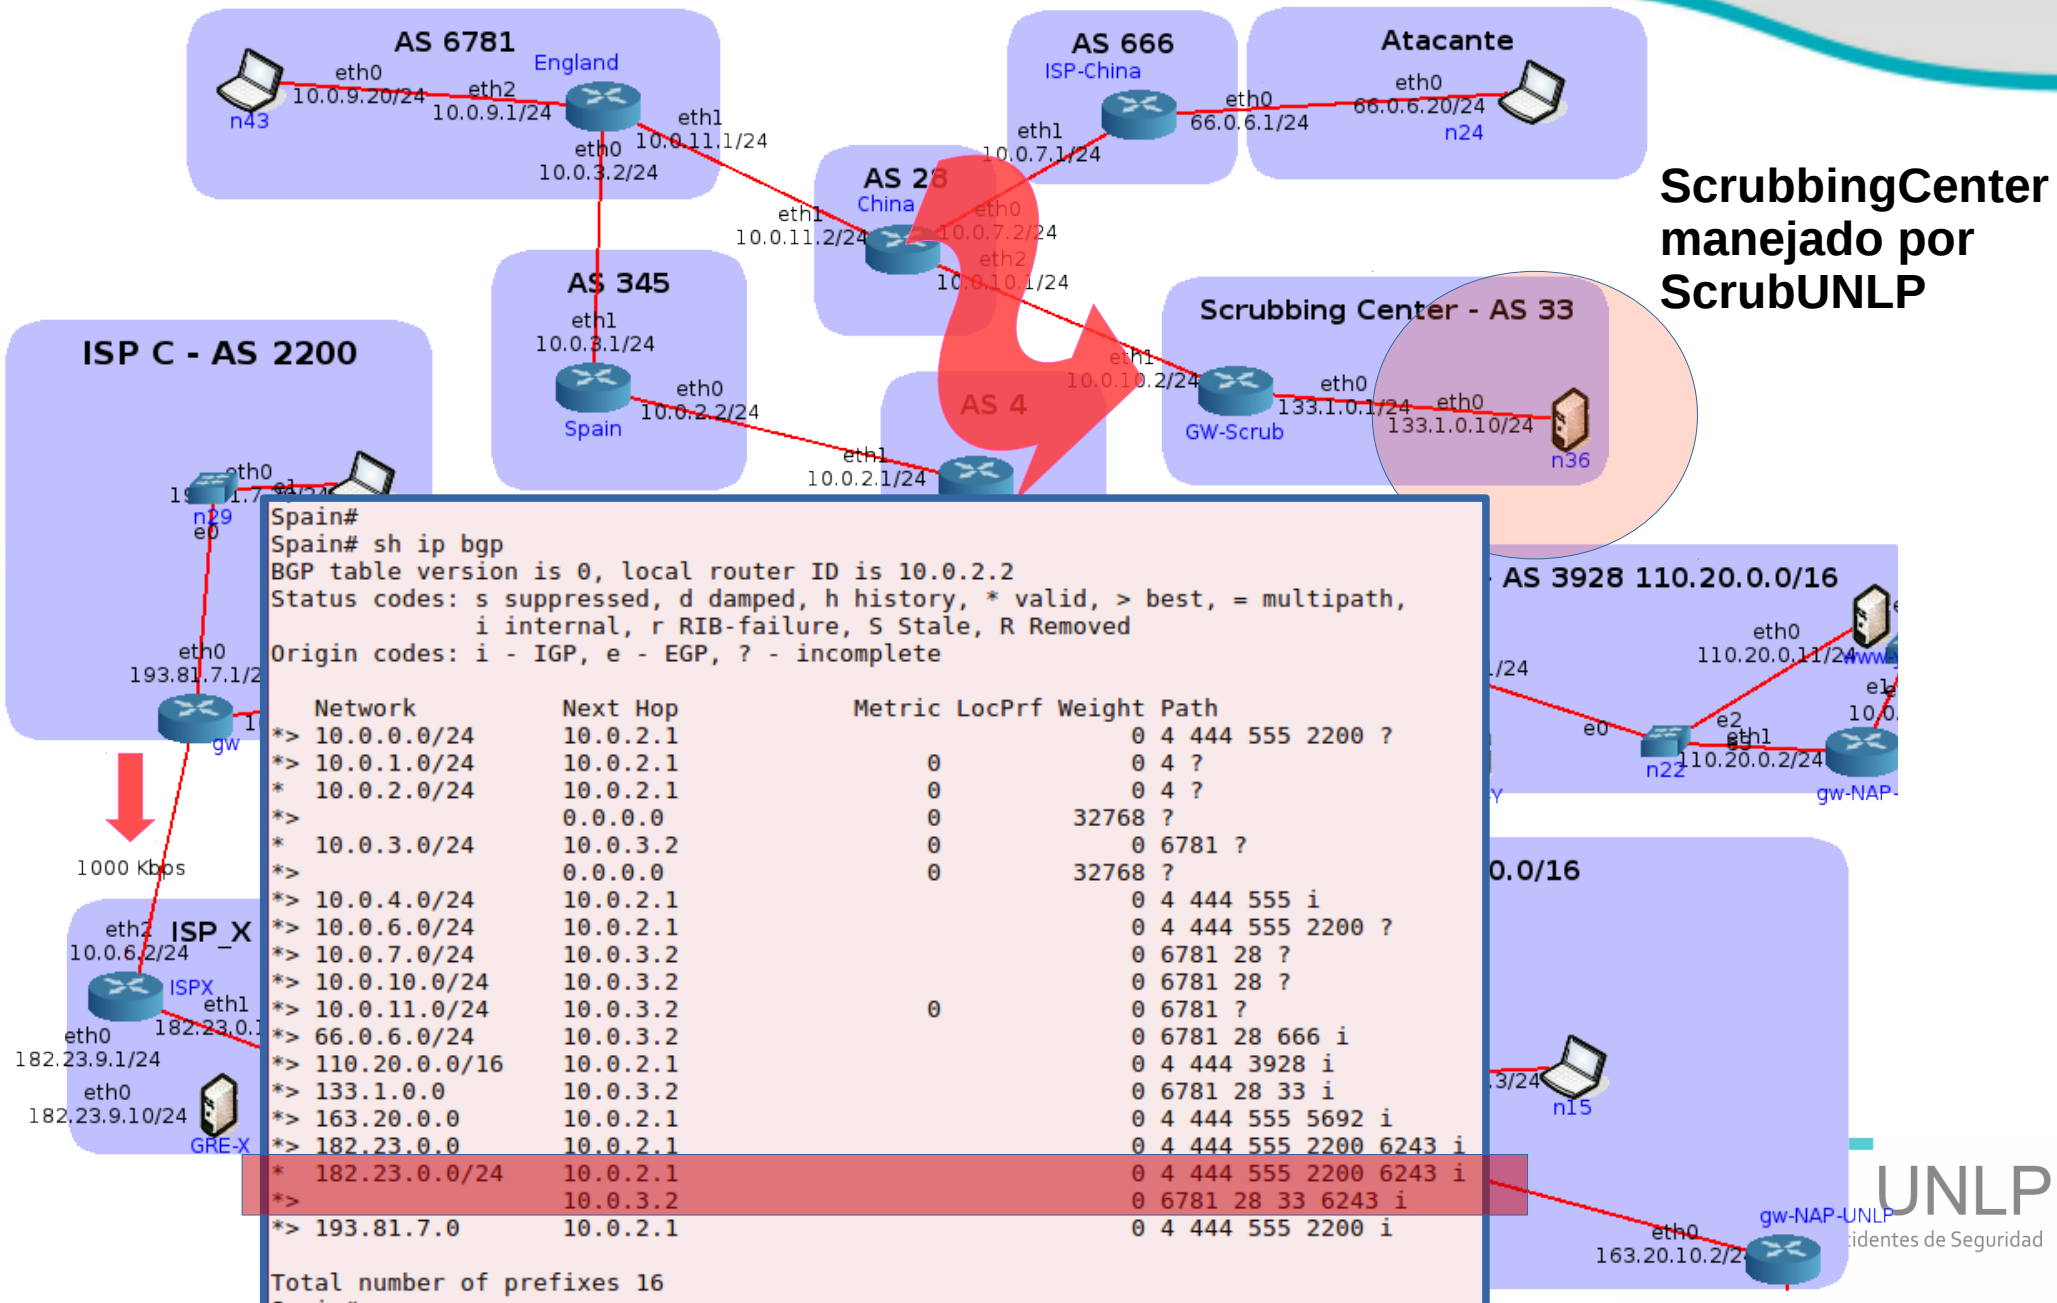 AS 6781
England
eth0
10.0.9.20/24
eth2
10.0.9.1/24
n43
eth1
10.0.11.1/24
eth0
10.0.3.2/24
AS 666
ISP-China
eth0
66.0.6.1/24
eth1
10.0.7.1/24
Atacante
eth0
66.0.6.20/24
n24
ScrubbingCenter
manejado por
ScrubUNLP
AS 28
China
eth1
10.0.11.2/24
eth0
10.0.7.2/24
eth2
10.0.10.1/24
AS 345
eth1
10.0.3.1/24
eth0
10.0.2.2/24
Spain
Scrubbing Center - AS 33
eth1
10.0.10.2/24
eth0
133.1.0.1/24
eth0
133.1.0.10/24
GW-Scrub
n36
ISP C - AS 2200
AS 4
eth1
10.0.2.1/24
eth0
n29
e0
eth0
193.81.7.1/2
gw
1000 Kbps
ISP_X
eth2
10.0.6.2/24
ISPX
eth1
182.23.0.1
eth0
182.23.9.1/24
eth0
182.23.9.10/24
GRE-X
Spain#
Spain# sh ip bgp
BGP table version is 0, local router ID is 10.0.2.2
Status codes: s suppressed, d damped, h history, * valid, > best, = multipath,
i internal, r RIB-failure, S Stale, R Removed
Origin codes: i - IGP, e - EGP, ? - incomplete
Network Next Hop Metric LocPrf Weight Path
*> 10.0.0.0/24 10.0.2.1 0 4 444 555 2200 ?
*> 10.0.1.0/24 10.0.2.1 0 0 4 ?
* 10.0.2.0/24 10.0.2.1 0 0 4 ?
*> 0.0.0.0 0 32768 ?
* 10.0.3.0/24 10.0.3.2 0 0 6781 ?
*> 0.0.0.0 0 32768 ?
*> 10.0.4.0/24 10.0.2.1 0 4 444 555 i
*> 10.0.6.0/24 10.0.2.1 0 4 444 555 2200 ?
*> 10.0.7.0/24 10.0.3.2 0 6781 28 ?
*> 10.0.10.0/24 10.0.3.2 0 6781 28 ?
*> 10.0.11.0/24 10.0.3.2 0 0 6781 ?
*> 66.0.6.0/24 10.0.3.2 0 6781 28 666 i
*> 110.20.0.0/16 10.0.2.1 0 4 444 3928 i
*> 133.1.0.0 10.0.3.2 0 6781 28 33 i
*> 163.20.0.0 10.0.2.1 0 4 444 555 5692 i
*> 182.23.0.0 10.0.2.1 0 4 444 555 2200 6243 i
* 182.23.0.0/24 10.0.2.1 0 4 444 555 2200 6243 i
*> 10.0.3.2 0 6781 28 33 6243 i
*> 193.81.7.0 10.0.2.1 0 4 444 555 2200 i
Total number of prefixes 16
- AS 3928 110.20.0.0/16
eth0
110.20.0.11/24
/24
e0
e2
eth1
110.20.0.2/24
n22
e1
10.0.
gw-NAP-
0.0/16
.3/24
n15
gw-NAP-UNLP
eth0
163.20.10.2/2
UNLP
identes de Seguridad